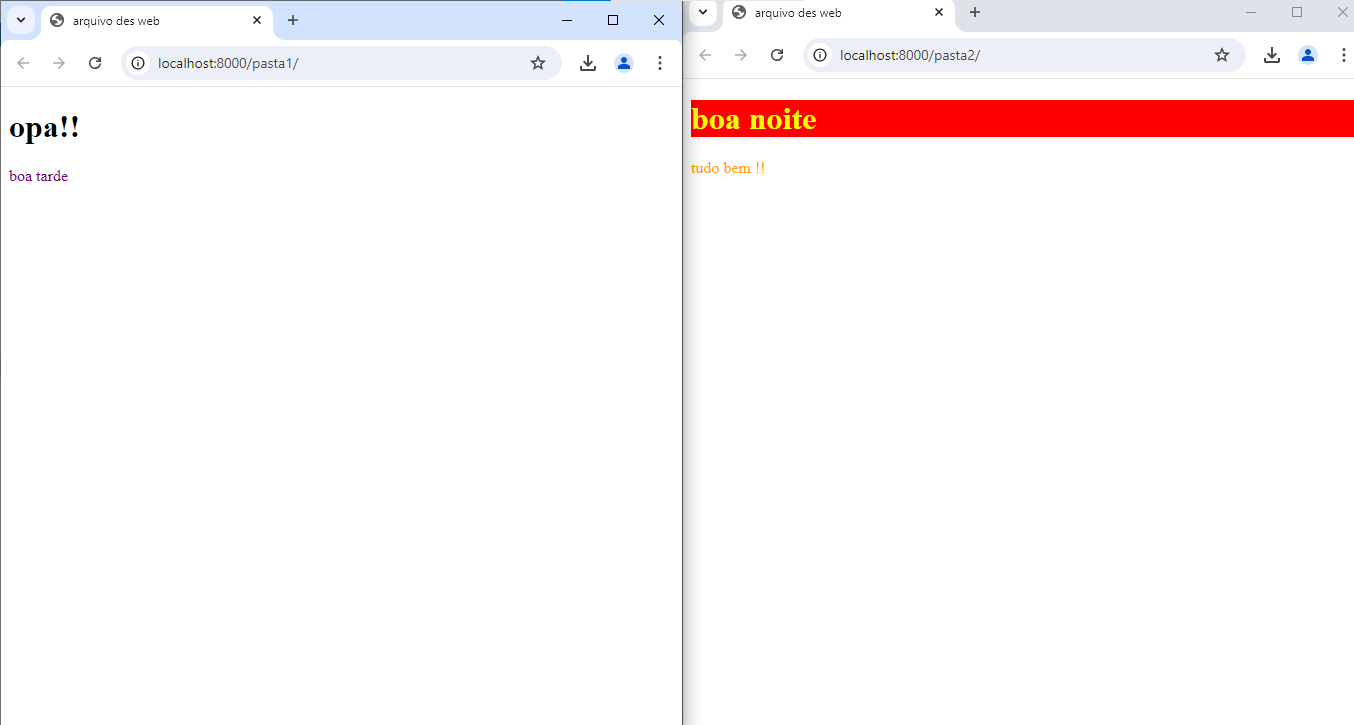 arquivo des web
localhost:8000/pasta1/
opa!!
boa tarde
arquivo des web
localhost:8000/pasta2/
boa noite
tudo bem !!